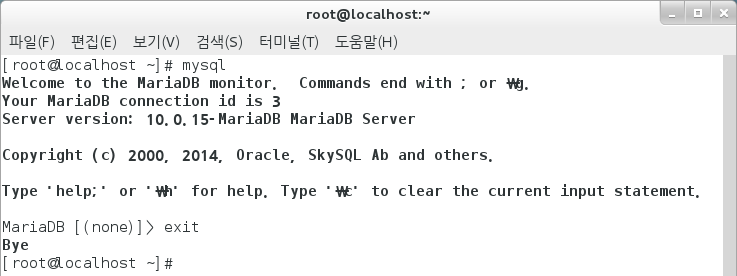 root@localhost:~
파일(F) 편집(E) 보기(V) 검색(S) 터미널(T) 도움말(H)
[root@localhost ~]# mysql
Welcome to the MariaDB monitor.  Commands end with ; or ₩g.
Your MariaDB connection id is 3
Server version: 10.0.15-MariaDB MariaDB Server
Copyright (c) 2000, 2014, Oracle, SkySQL Ab and others.
Type 'help;' or '₩h' for help. Type '₩c' to clear the current input statement.
MariaDB [(none)]> exit
Bye
[root@localhost ~]#